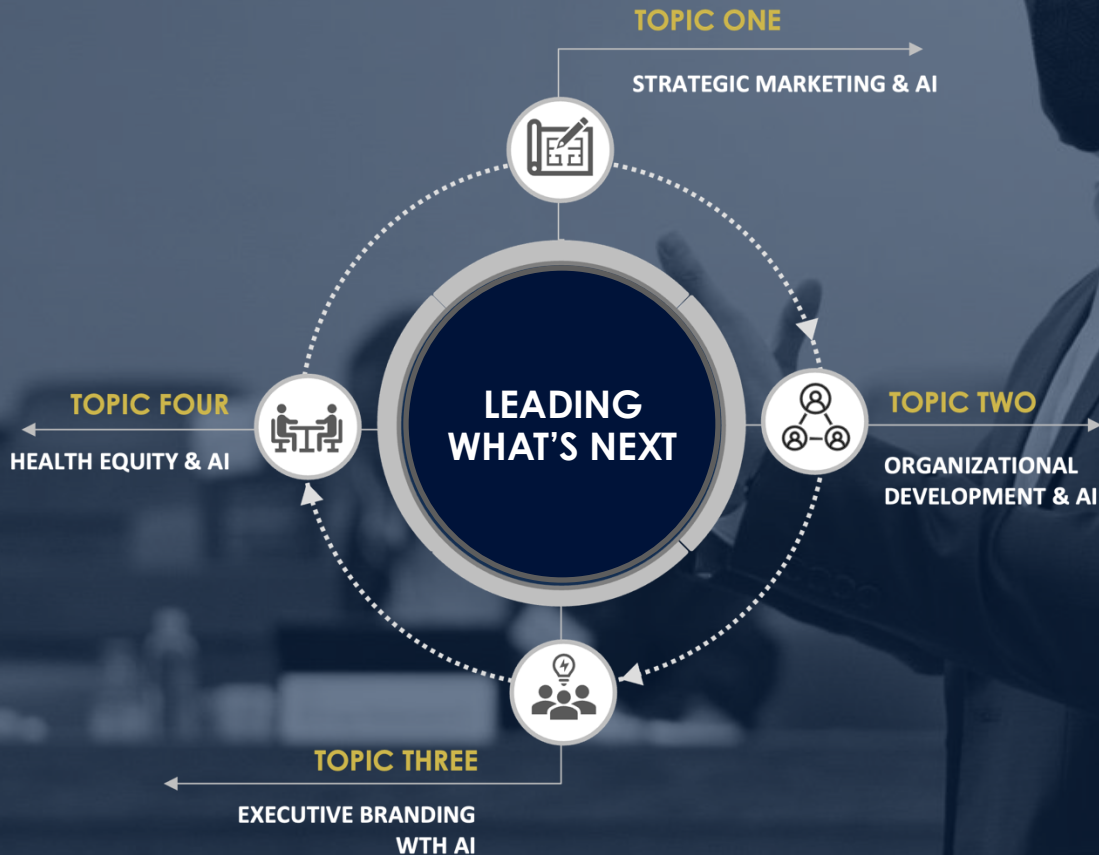 TOPIC ONE
STRATEGIC MARKETING & AI
LEADING
WHAT'S NEXT
TOPIC TWO
ORGANIZATIONAL
DEVELOPMENT & AI
TOPIC THREE
EXECUTIVE BRANDING
WTH AI
TOPIC FOUR
HEALTH EQUITY & AI